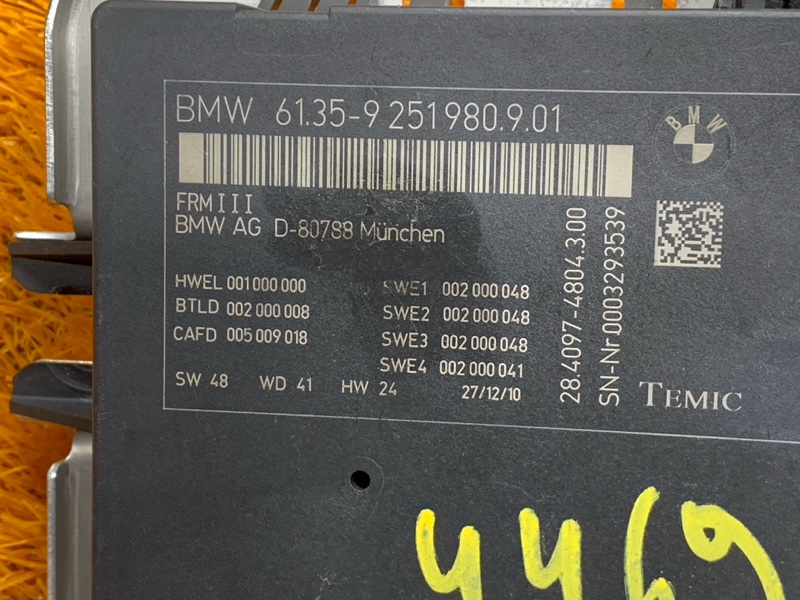 BMW 61.35-9 251980.9.01
BMW
FRMIII
BMW AG D-80788 München
HWEL 001 000 000
BTLD 002 000 008
CAFD 005 009 018
SWE1 002 000 048
SWE2 002 000 048
SWE3 002 000 048
SWE4 002 000 041
SW 48 WD 41 HW 24 27/12/10
28.4097-4804.3.00
SN-Nr.0003293539
TEMIC
4469